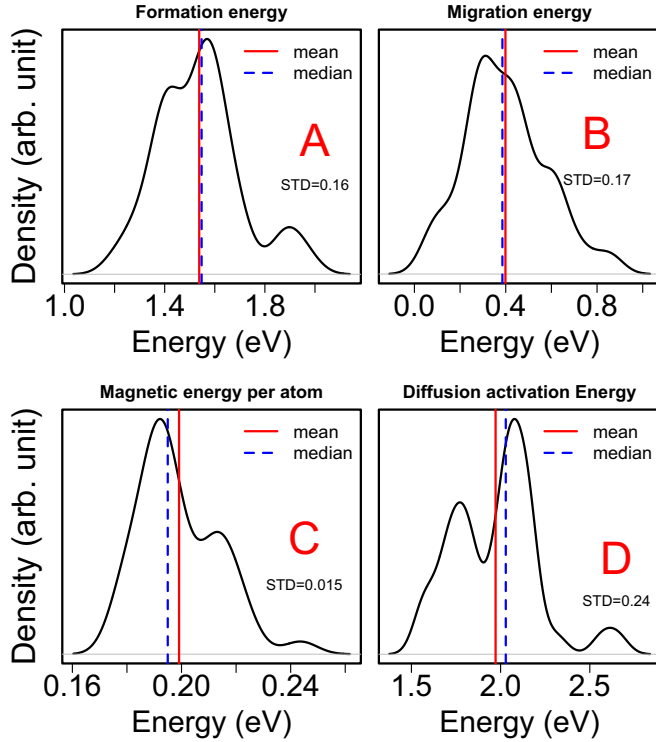 Formation energy
mean
median
A
STD=0.16
Density (arb. unit)
1.0 1.4 1.8
Energy (eV)
Migration energy
mean
median
B
STD=0.17
0.0 0.4 0.8
Energy (eV)
Magnetic energy per atom
mean
median
C
STD=0.015
Density (arb. unit)
0.16 0.20 0.24
Energy (eV)
Diffusion activation Energy
mean
median
D
STD=0.24
1.5 2.0 2.5
Energy (eV)